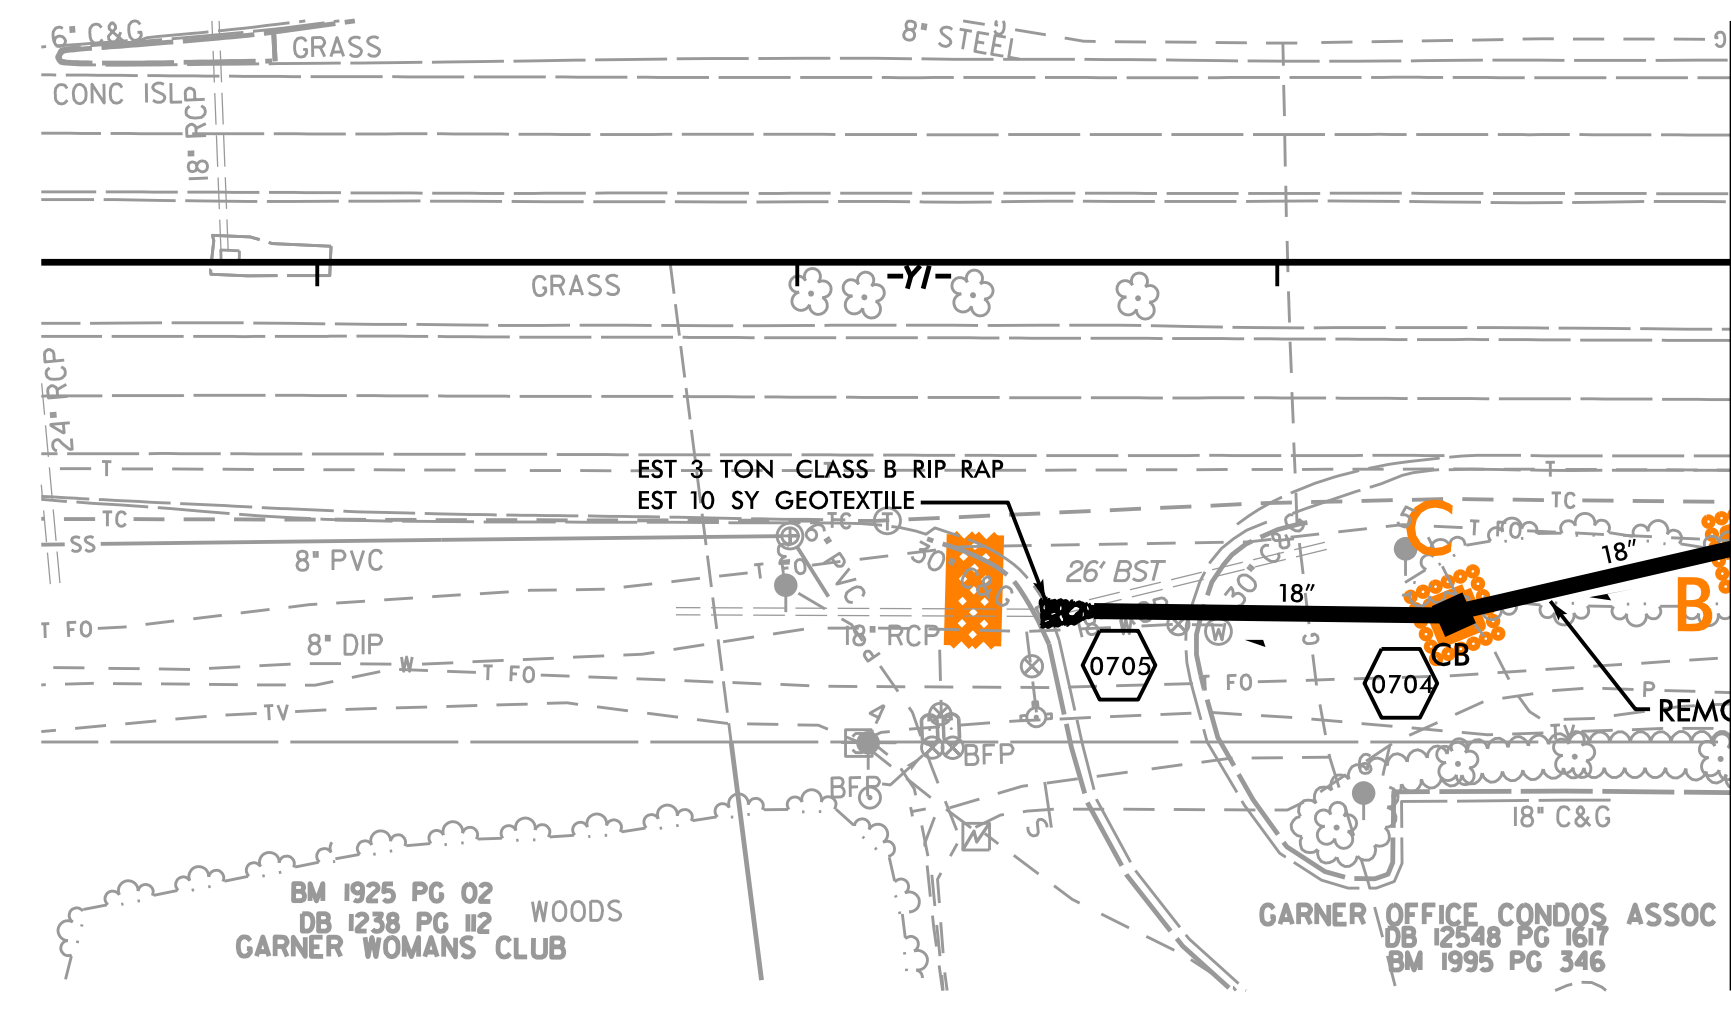 6" C&G
GRASS
8" STEEL
CONC ISL
18" RCP
GRASS
-Y1-
24" RCP
EST 3 TON CLASS B RIP RAP
EST 10 SY GEOTEXTILE
T
T
TC
TC
TC
T
SS
8" PVC
6" PVC
T FO
30" C&G
26' BST
30" C&G
C
T FO
18"
18"
B
T FO
8" DIP
18" RCP
W
W
T FO
P
0705
T FO
0704
CB
G
P
REMO
TV
TV
BFP
BFP
S
G
18" C&G
BM 1925 PG 02
DB 1238 PG 112
GARNER WOMANS CLUB
WOODS
GARNER OFFICE CONDOS ASSOC
DB 12548 PG 1617
BM 1995 PG 346